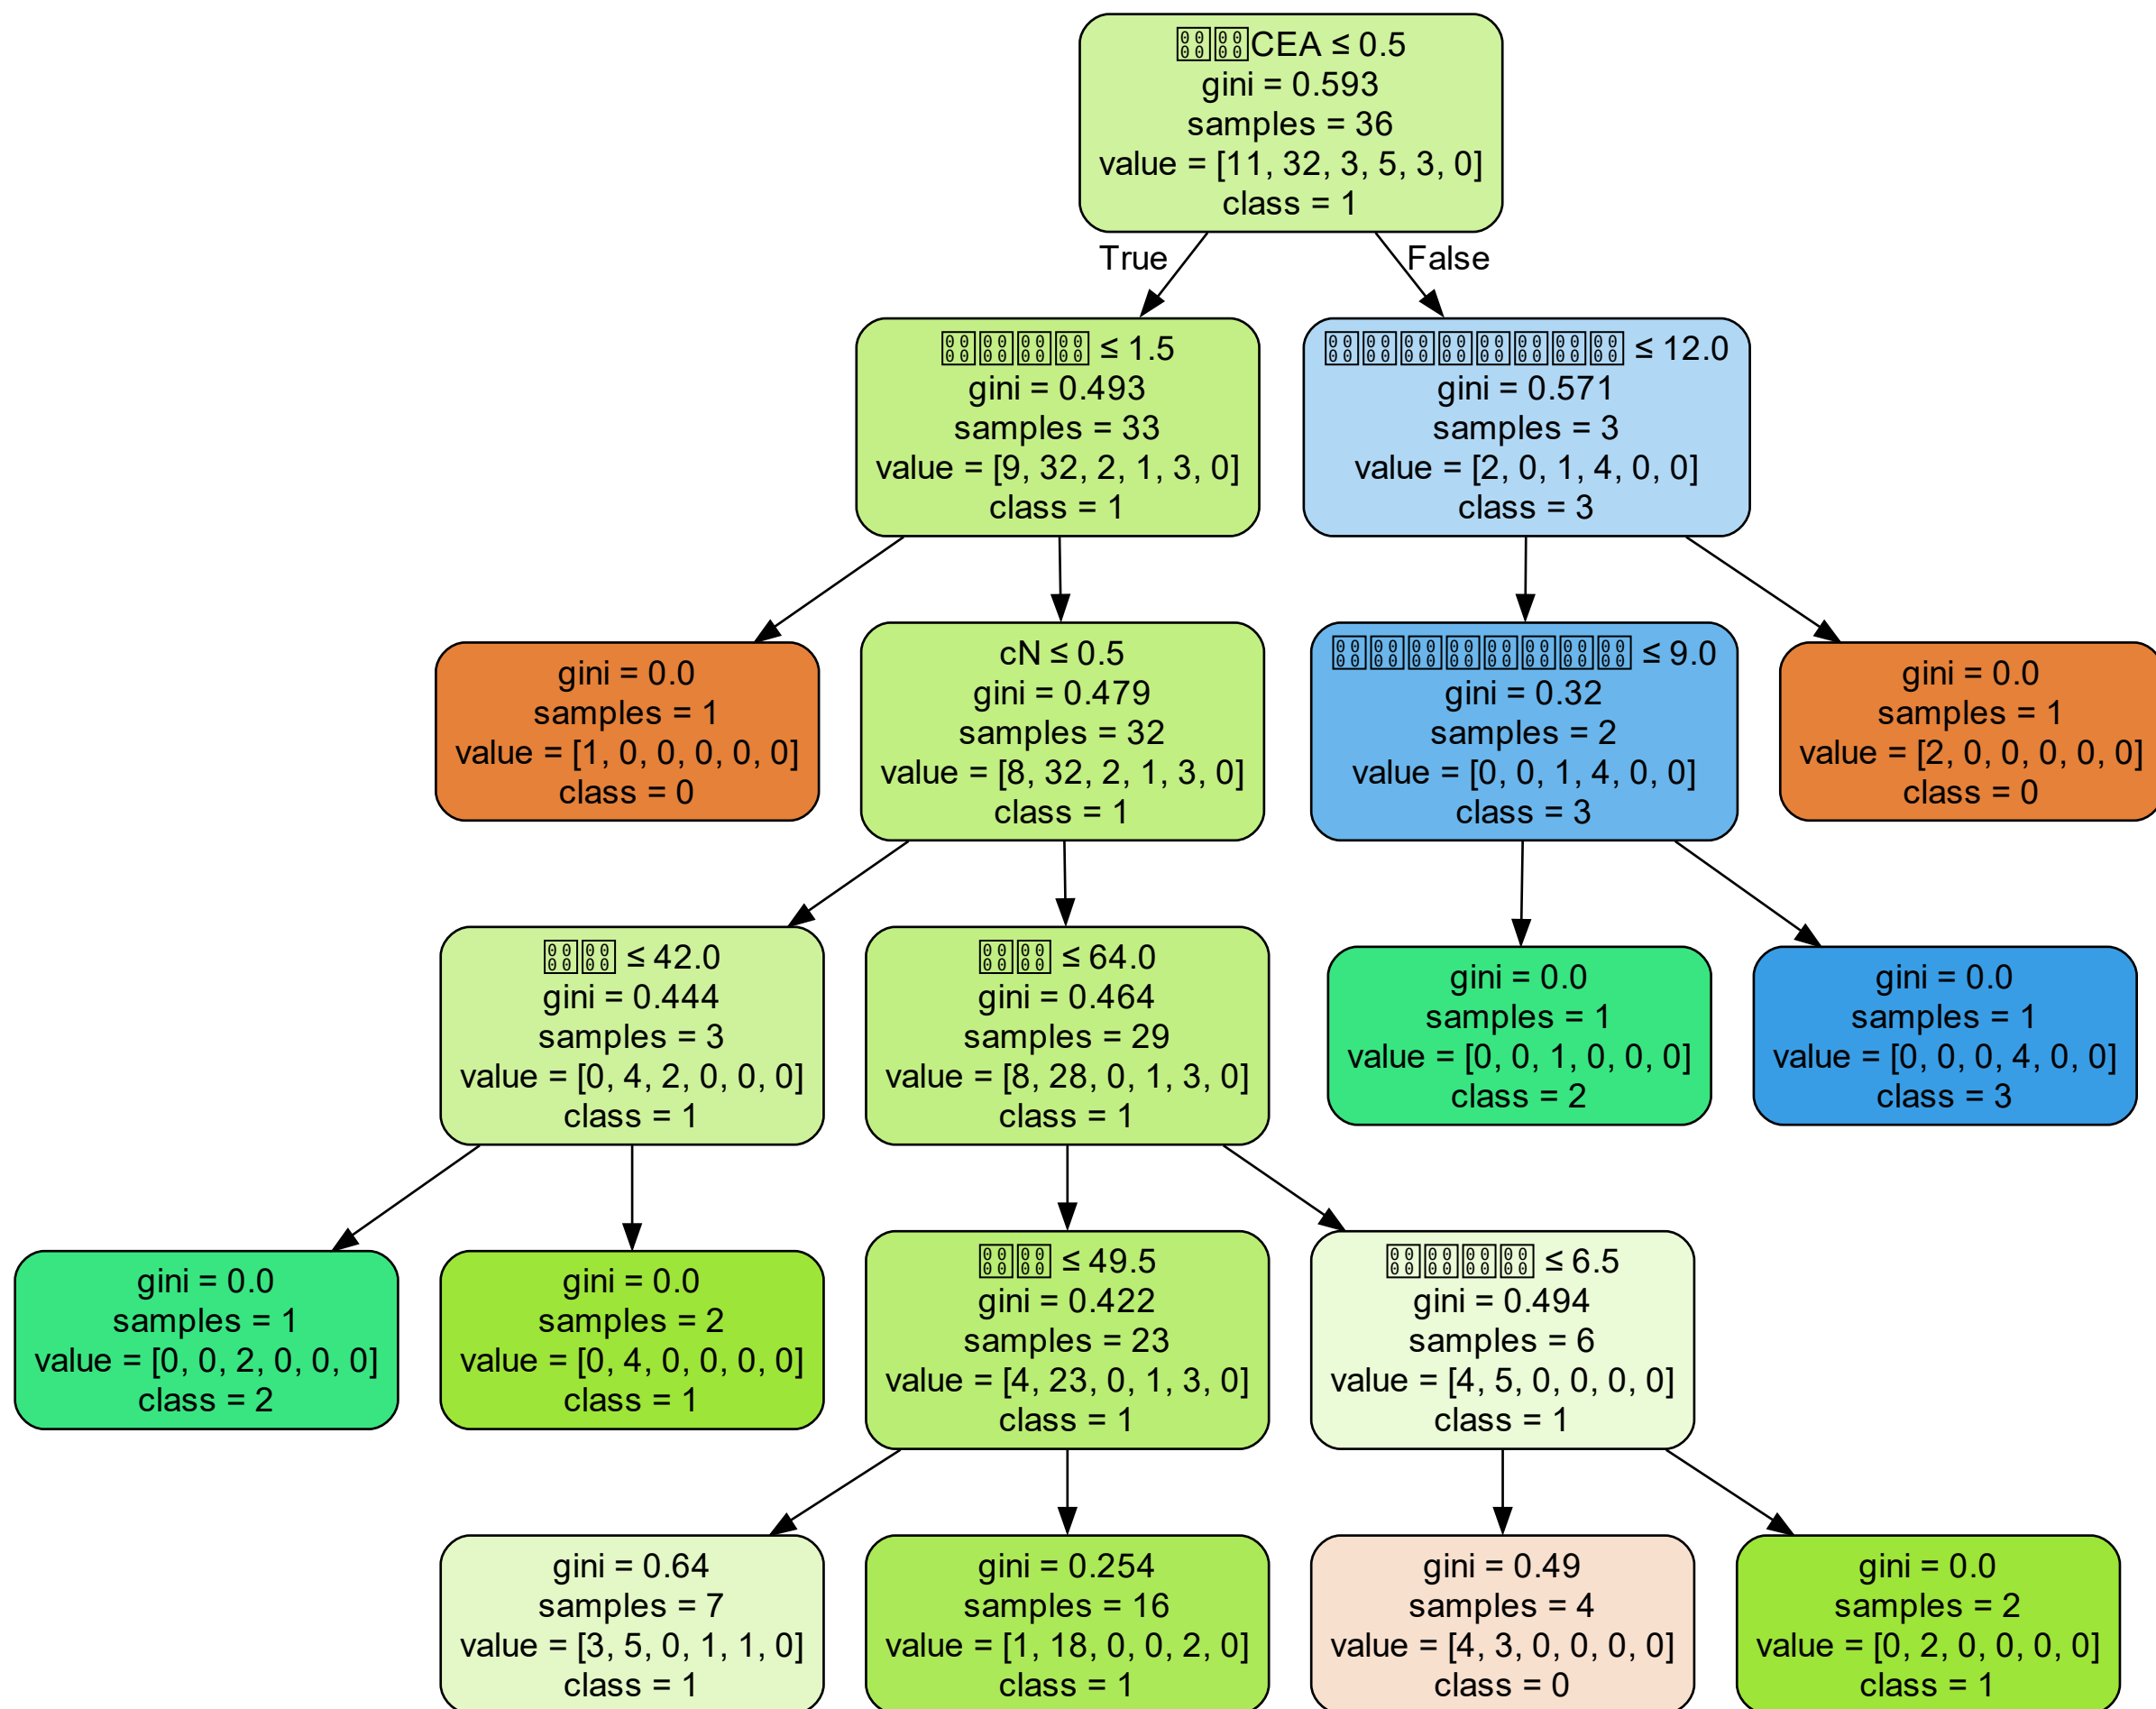 CEA ≤ 0.5
gini = 0.593
samples = 36
value = [11, 32, 3, 5, 3, 0]
class = 1
True
False
≤ 1.5
gini = 0.493
samples = 33
value = [9, 32, 2, 1, 3, 0]
class = 1
≤ 12.0
gini = 0.571
samples = 3
value = [2, 0, 1, 4, 0, 0]
class = 3
gini = 0.0
samples = 1
value = [1, 0, 0, 0, 0, 0]
class = 0
cN ≤ 0.5
gini = 0.479
samples = 32
value = [8, 32, 2, 1, 3, 0]
class = 1
≤ 9.0
gini = 0.32
samples = 2
value = [0, 0, 1, 4, 0, 0]
class = 3
gini = 0.0
samples = 1
value = [2, 0, 0, 0, 0, 0]
class = 0
≤ 42.0
gini = 0.444
samples = 3
value = [0, 4, 2, 0, 0, 0]
class = 1
≤ 64.0
gini = 0.464
samples = 29
value = [8, 28, 0, 1, 3, 0]
class = 1
gini = 0.0
samples = 1
value = [0, 0, 1, 0, 0, 0]
class = 2
gini = 0.0
samples = 1
value = [0, 0, 0, 4, 0, 0]
class = 3
gini = 0.0
samples = 1
value = [0, 0, 2, 0, 0, 0]
class = 2
gini = 0.0
samples = 2
value = [0, 4, 0, 0, 0, 0]
class = 1
≤ 49.5
gini = 0.422
samples = 23
value = [4, 23, 0, 1, 3, 0]
class = 1
≤ 6.5
gini = 0.494
samples = 6
value = [4, 5, 0, 0, 0, 0]
class = 1
gini = 0.64
samples = 7
value = [3, 5, 0, 1, 1, 0]
class = 1
gini = 0.254
samples = 16
value = [1, 18, 0, 0, 2, 0]
class = 1
gini = 0.49
samples = 4
value = [4, 3, 0, 0, 0, 0]
class = 0
gini = 0.0
samples = 2
value = [0, 2, 0, 0, 0, 0]
class = 1